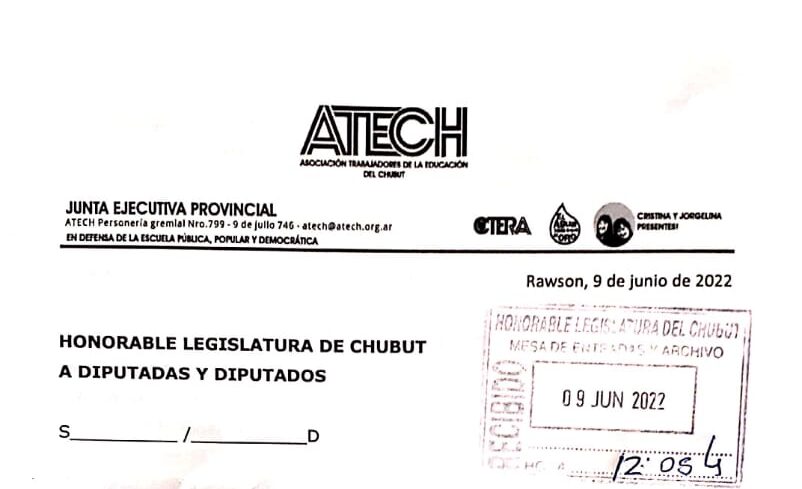 ATECH
ASOCIACIÓN TRABAJADORES DE LA EDUCACIÓN
DEL CHUBUT
JUNTA EJECUTIVA PROVINCIAL
ATECH Personería gremial Nro.799 - 9 de julio 746 - atech@atech.org.ar
EN DEFENSA DE LA ESCUELA PÚBLICA, POPULAR Y DEMOCRÁTICA
CTERA
CRISTINA Y JORGELINA
PRESENTES!
Rawson, 9 de junio de 2022
HONORABLE LEGISLATURA DE CHUBUT
A DIPUTADAS Y DIPUTADOS
S__________ /_______________D
HONORABLE LEGISLATURA DEL CHUBUT
MESA DE ENTRADAS Y ARCHIVO
RECIBIDO
09 JUN 2022